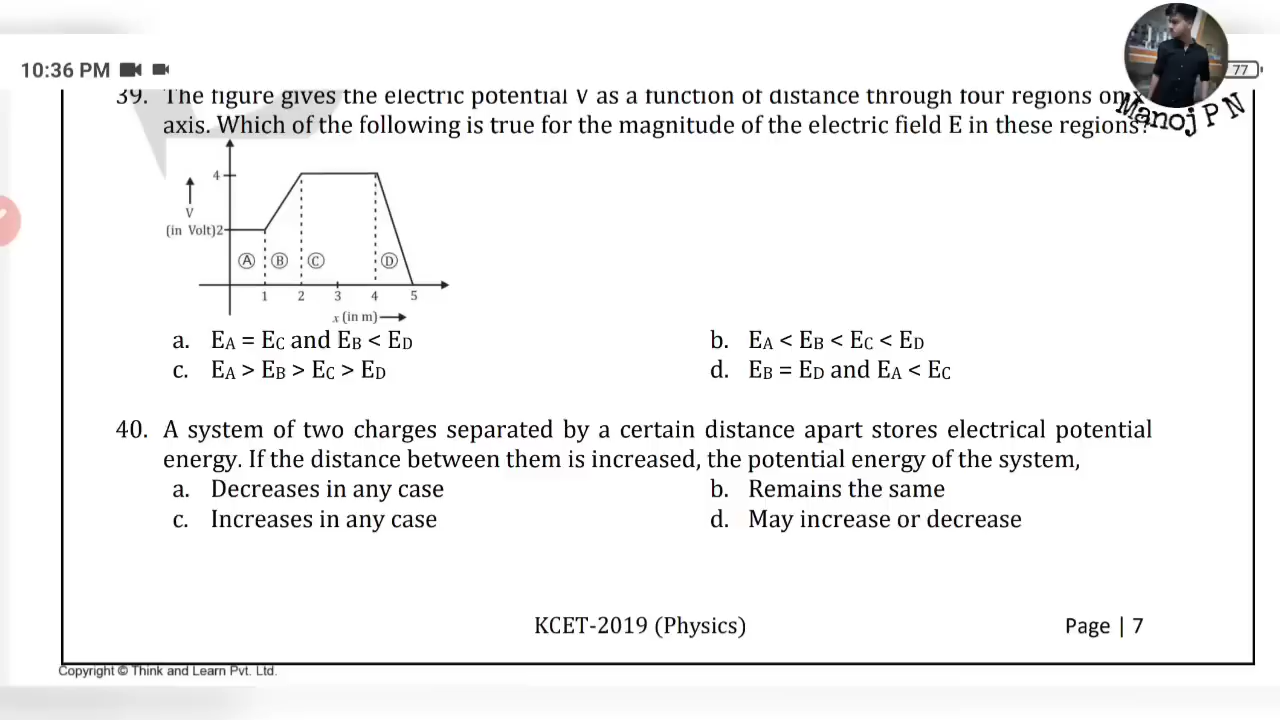 10:36 PM
77
39. The figure gives the electric potential V as a function of distance through four regions on
axis. Which of the following is true for the magnitude of the electric field E in these regions?
Manoj P N
4
V
(in Volt)2
A B C D
1 2 3 4 5
x (in m)
a. EA = EC and EB < ED
b. EA < EB < EC < ED
c. EA > EB > EC > ED
d. EB = ED and EA < EC
40. A system of two charges separated by a certain distance apart stores electrical potential
energy. If the distance between them is increased, the potential energy of the system,
a. Decreases in any case
b. Remains the same
c. Increases in any case
d. May increase or decrease
KCET-2019 (Physics)
Page | 7
Copyright © Think and Learn Pvt. Ltd.